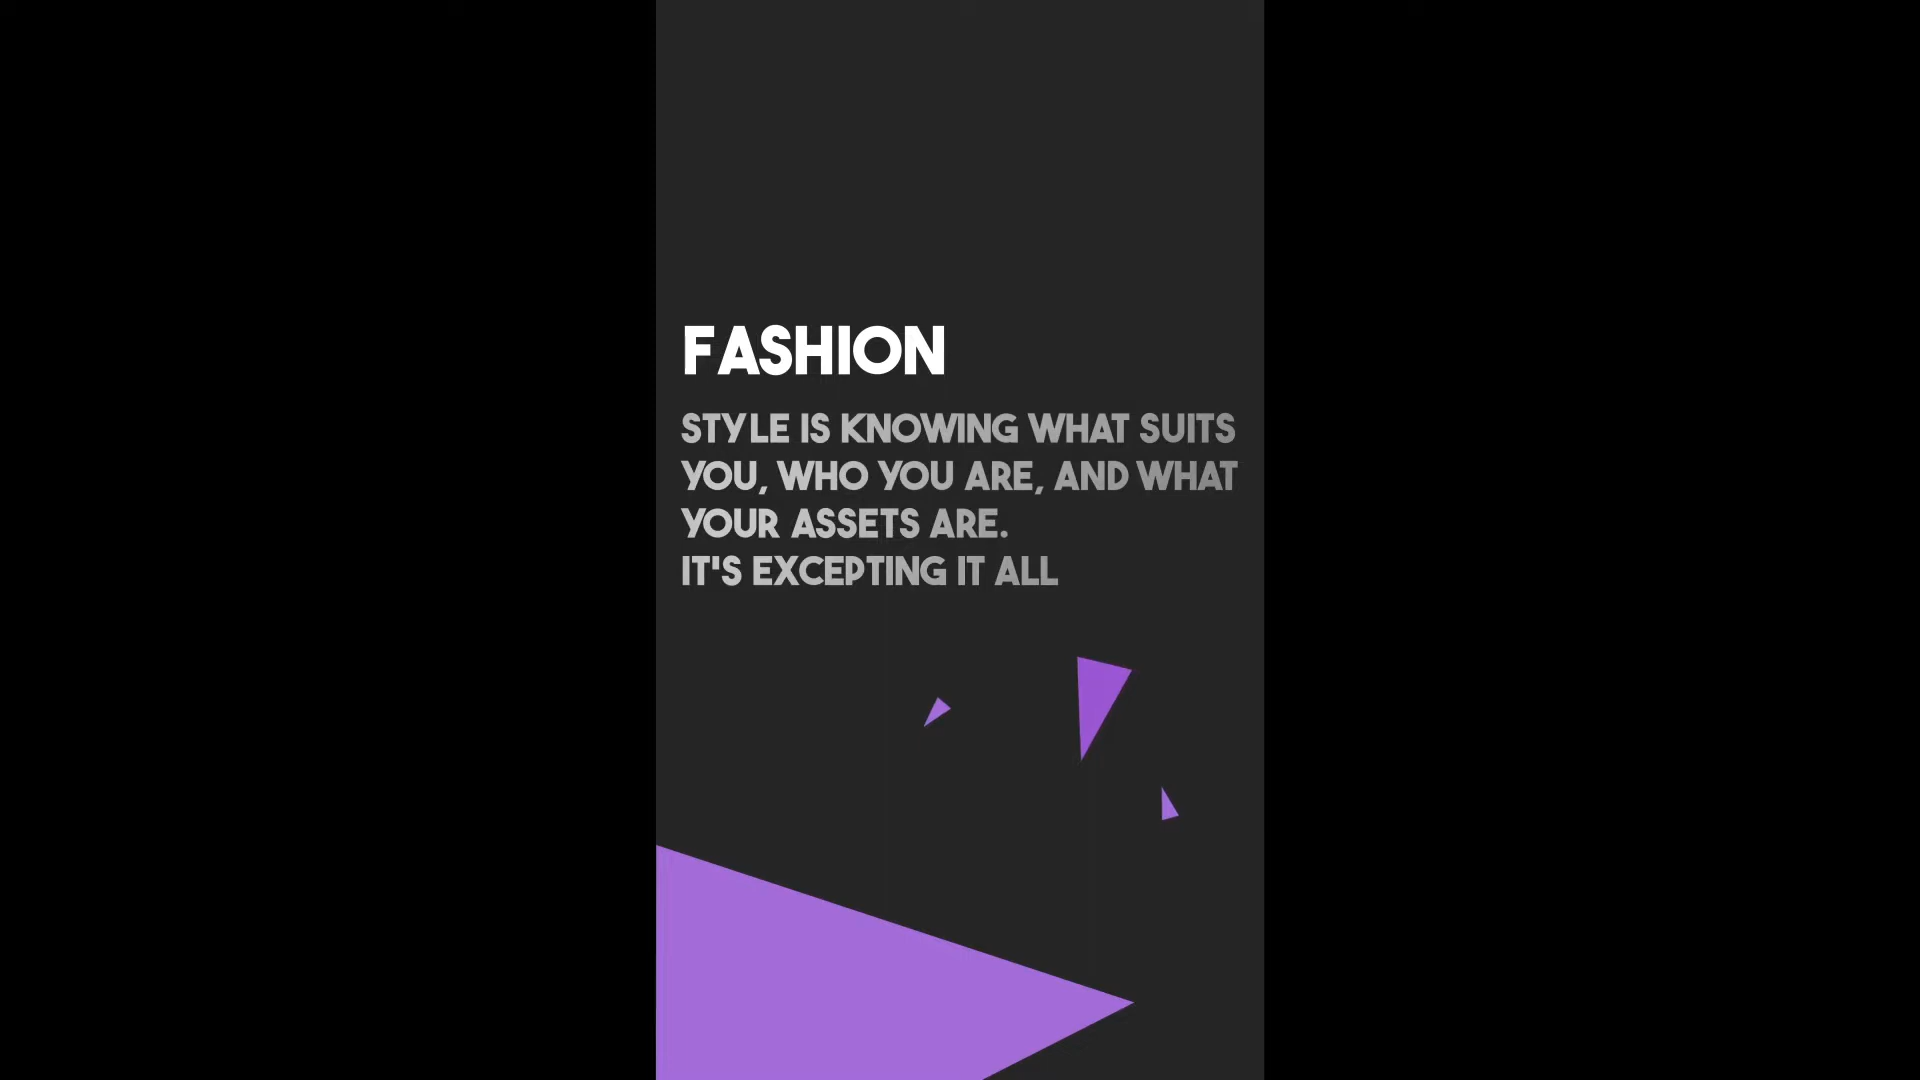 FASHION
STYLE IS KNOWING WHAT SUITS
YOU, WHO YOU ARE, AND WHAT
YOUR ASSETS ARE.
IT'S EXCEPTING IT ALL